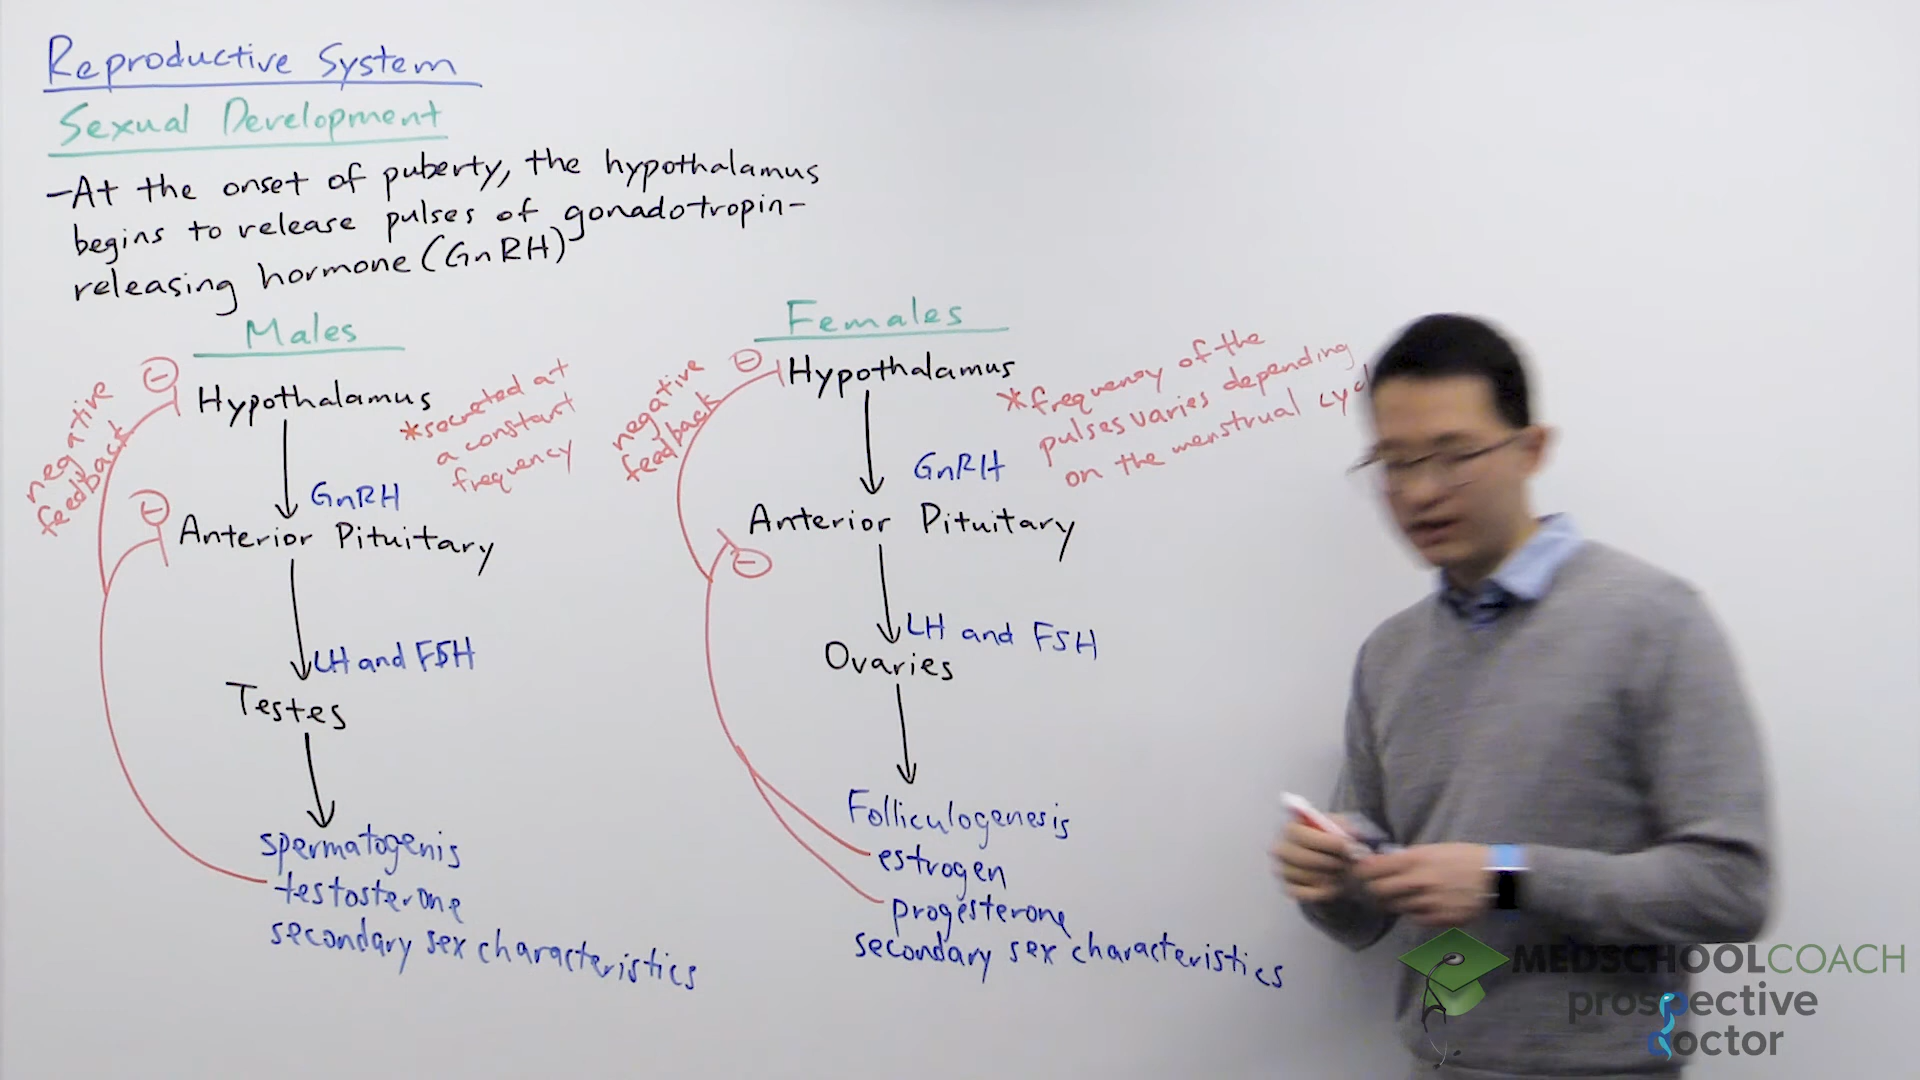 Reproductive System
Sexual Development
-At the onset of puberty, the hypothalamus
begins to release pulses of gonadotropin-
releasing hormone (GnRH)
Males
negative
feedback
Hypothalamus
*secreted at
a constant
frequency
GnRH
Anterior Pituitary
LH and FSH
Testes
spermatogenis
testosterone
secondary sex characteristics
Females
negative
feedback
Hypothalamus
*frequency of the
pulses varies depending
on the menstrual
GnRH
Anterior Pituitary
LH and FSH
Ovaries
Folliculogenesis
estrogen
progesterone
secondary sex characteristics
MEDSCHOOLCOACH
prospective
doctor